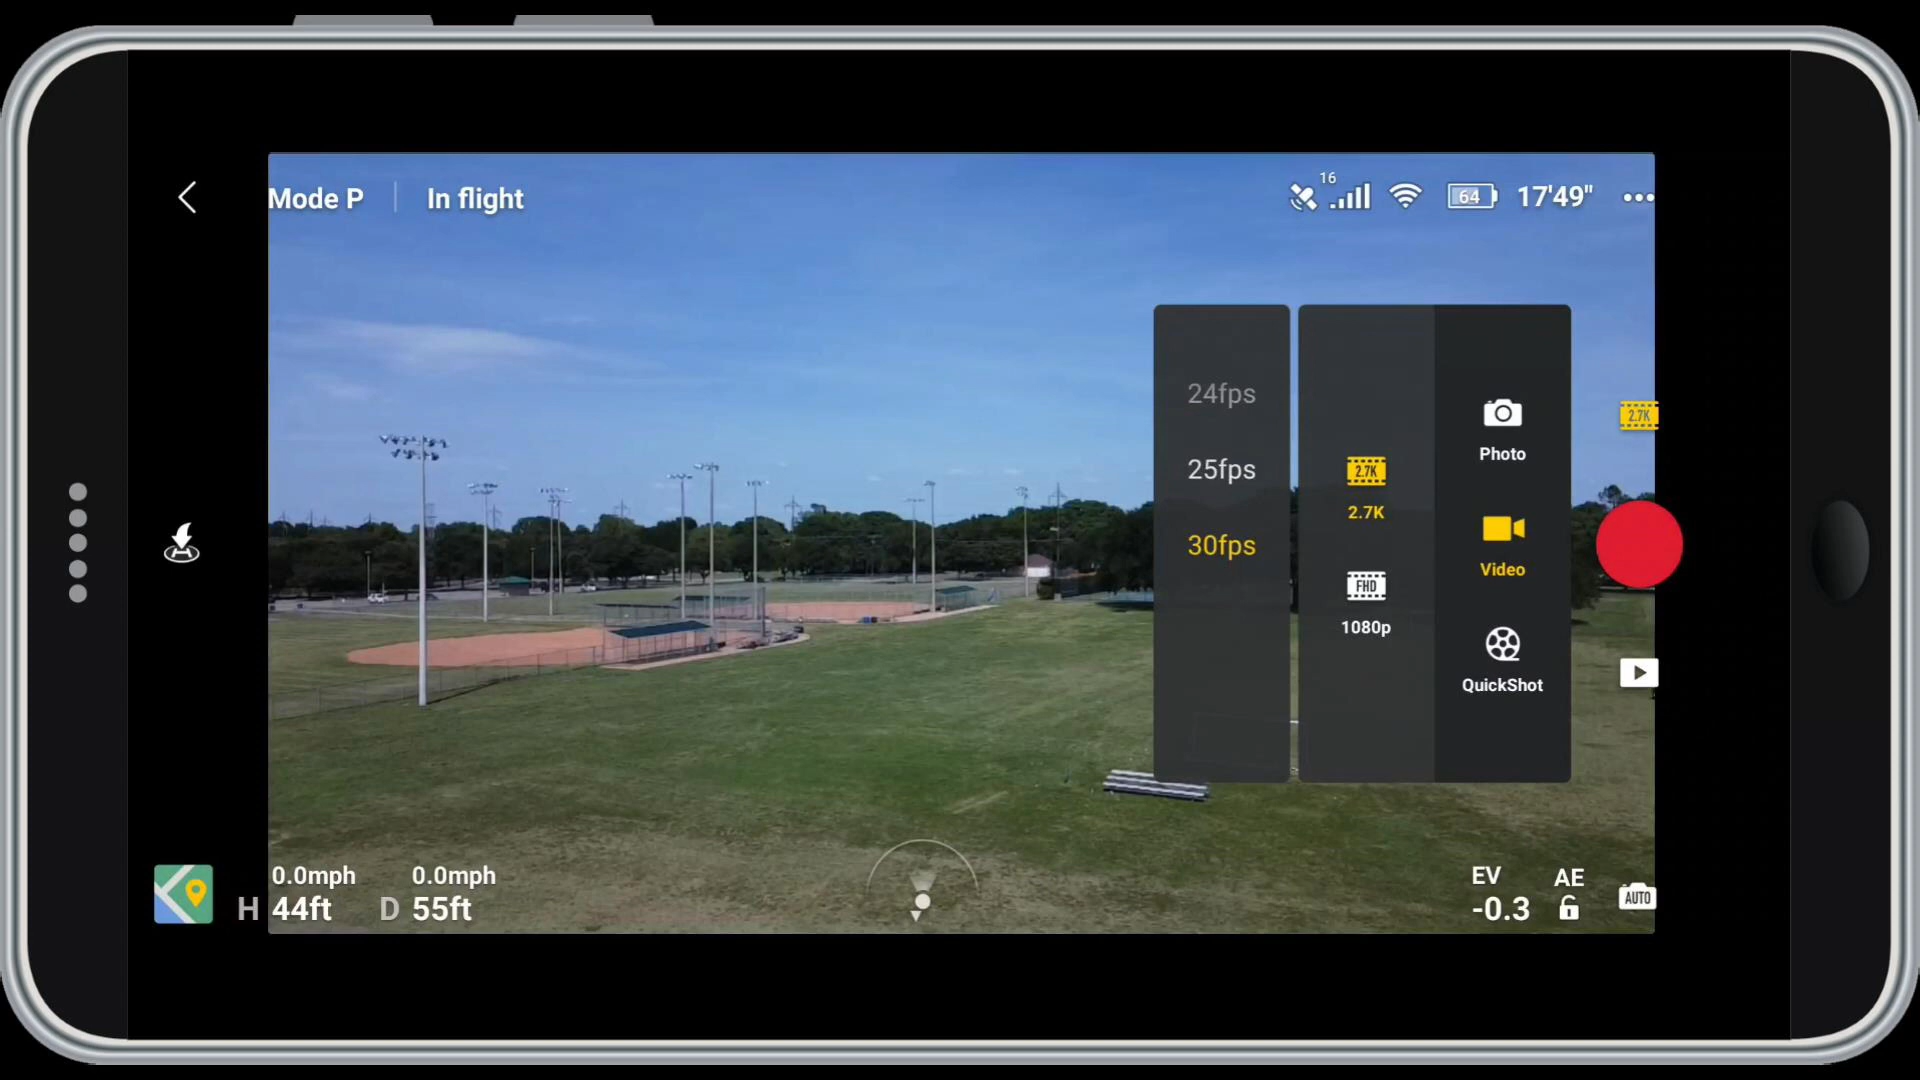 Mode P
In flight
16
64
17'49"
24fps
25fps
30fps
2.7K
2.7K
FHD
1080p
Photo
Video
QuickShot
2.7K
0.0mph
0.0mph
H 44ft
D 55ft
EV
-0.3
AE
AUTO